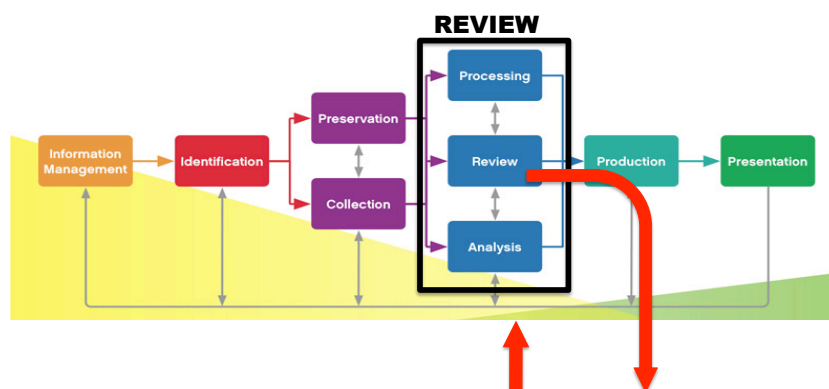 REVIEW
Processing
Preservation
Information
Management
Identification
Review
Production
Presentation
Collection
Analysis